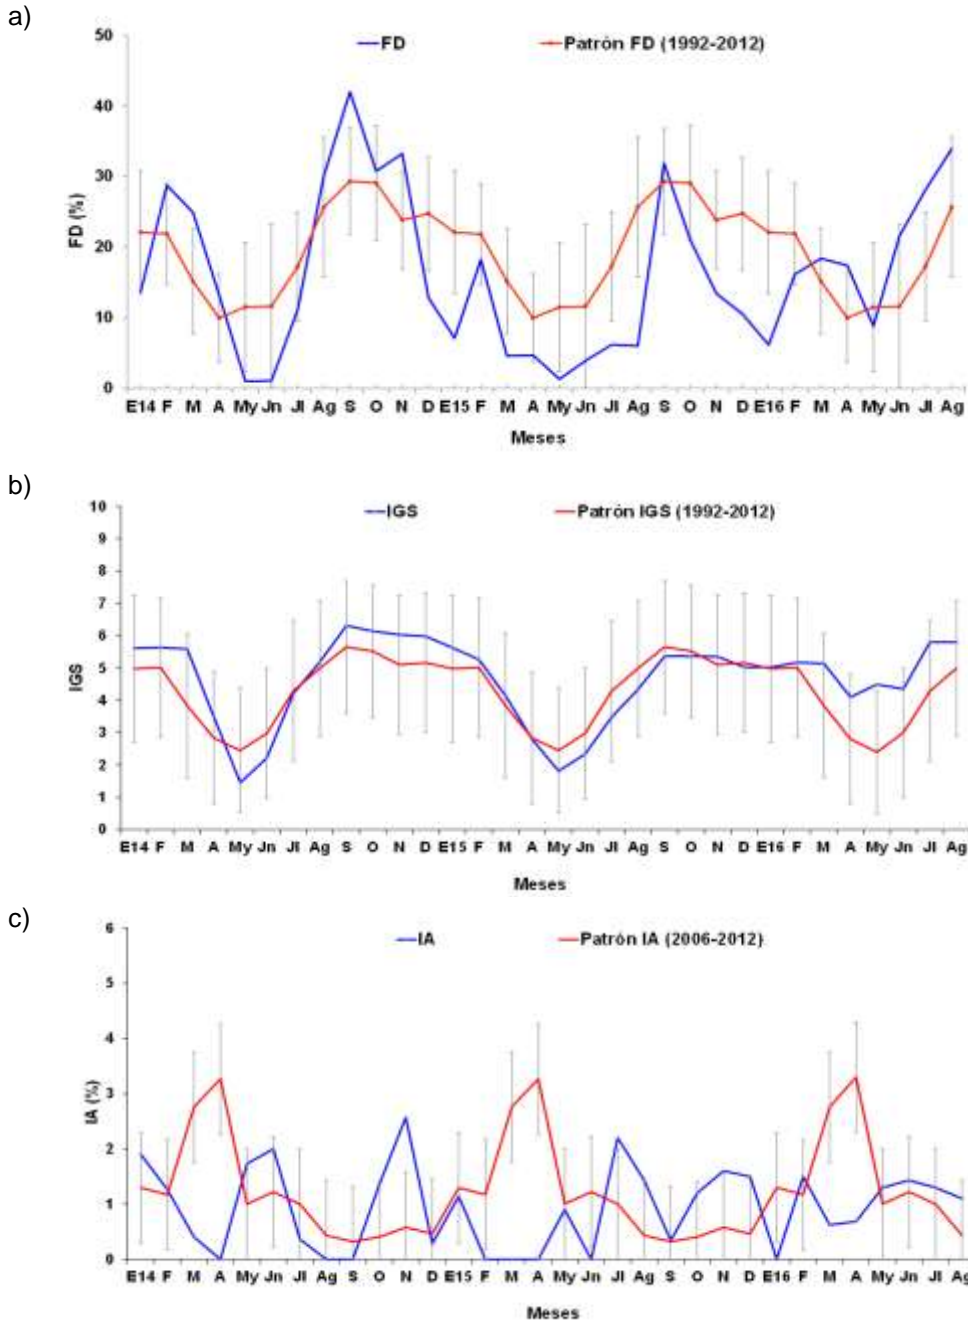 a)
FD
Patrón FD (1992-2012)
50
40
30
20
10
0
FD (%)
E14 F M A My Jn Jl Ag S O N D E15 F M A My Jn Jl Ag S O N D E16 F M A My Jn Jl Ag
Meses
b)
IGS
Patrón IGS (1992-2012)
10
9
8
7
6
5
4
3
2
1
0
IGS
E14 F M A My Jn Jl Ag S O N D E15 F M A My Jn Jl Ag S O N D E16 F M A My Jn Jl Ag
Meses
c)
IA
Patrón IA (2006-2012)
6
5
4
3
2
1
0
IA (%)
E14 F M A My Jn Jl Ag S O N D E15 F M A My Jn Jl Ag S O N D E16 F M A My Jn Jl Ag
Meses